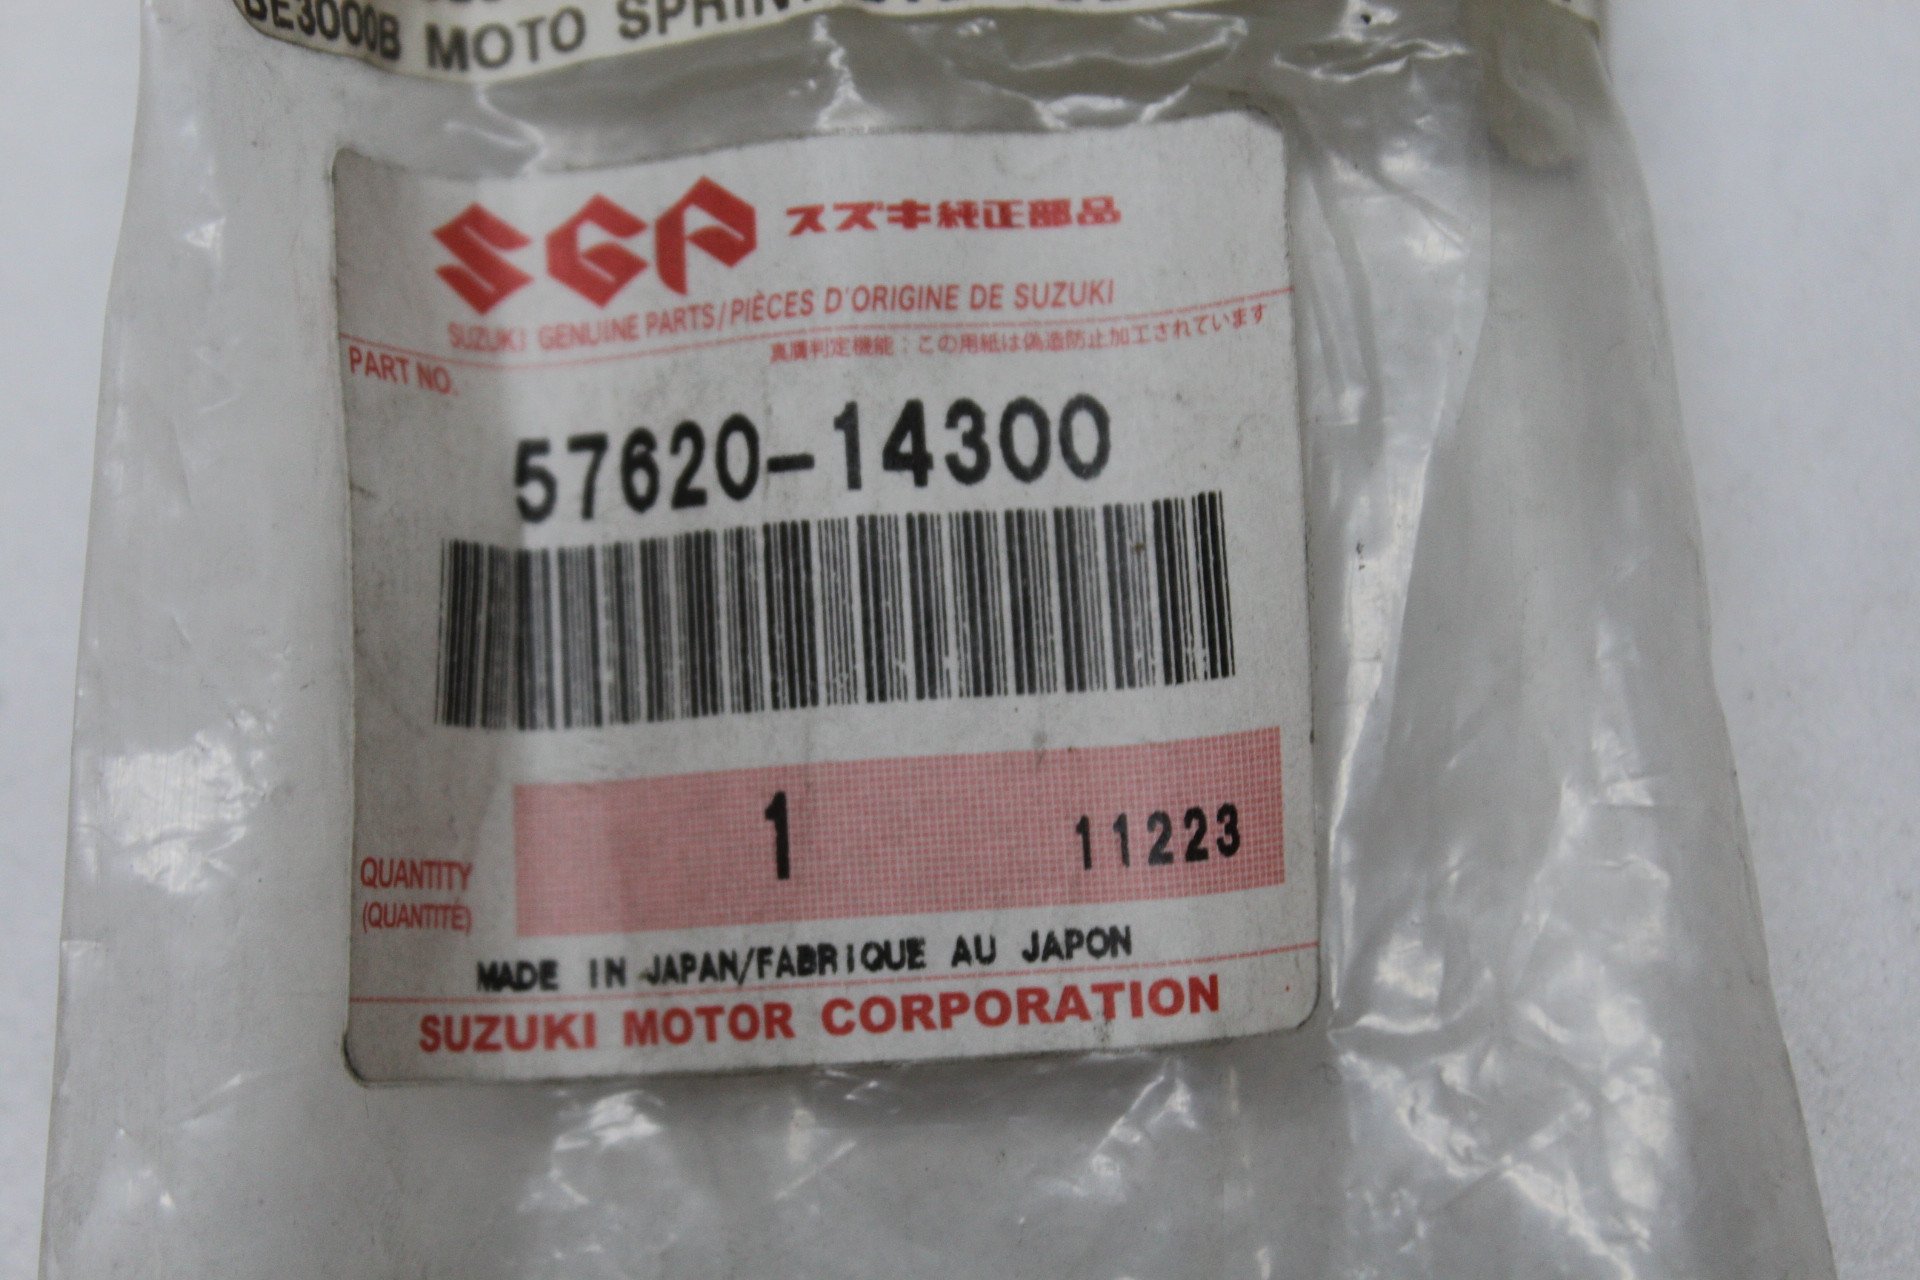 BE3000B MOTO
SGP スズキ純正部品
SUZUKI GENUINE PARTS/PIÈCES D'ORIGINE DE SUZUKI
真贋判定機能：この用紙は偽造防止加工されています
PART NO.
57620-14300
1 11223
QUANTITY
(QUANTITÉ)
MADE IN JAPAN/FABRIQUE AU JAPON
SUZUKI MOTOR CORPORATION